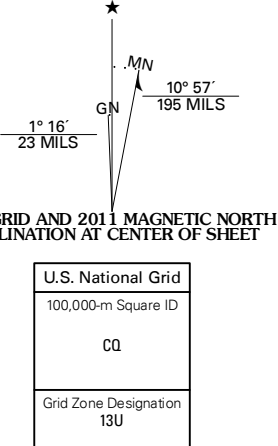 ★
MN
GN
10° 57´
195 MILS
1° 16´
23 MILS
GRID AND 2011 MAGNETIC NORTH
LINATION AT CENTER OF SHEET
U.S. National Grid
100,000-m Square ID
CQ
Grid Zone Designation
13U